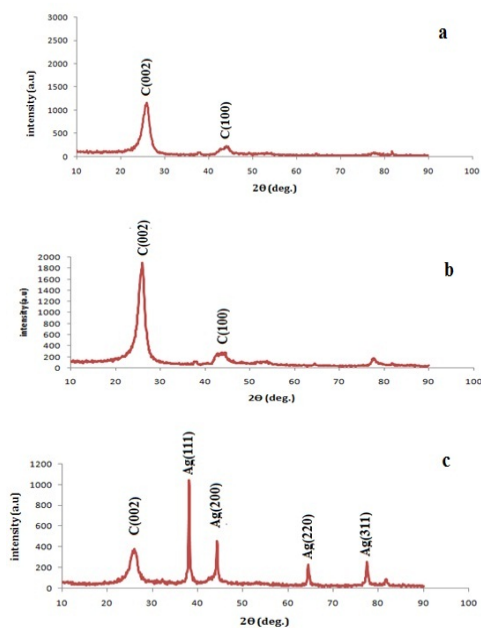 a
3000
2500
2000
1500
1000
500
0
intensity (a.u)
C(002)
C(100)
10 20 30 40 50 60 70 80 90 100
2Θ (deg.)
b
2000
1800
1600
1400
1200
1000
800
600
400
200
0
intensity(a.u)
C(002)
C(100)
10 20 30 40 50 60 70 80 90 100
2Θ (deg.)
c
1200
1000
800
600
400
200
0
intensity (a.u)
C(002)
Ag(111)
Ag(200)
Ag(220)
Ag(311)
10 20 30 40 50 60 70 80 90 100
2Θ (deg.)